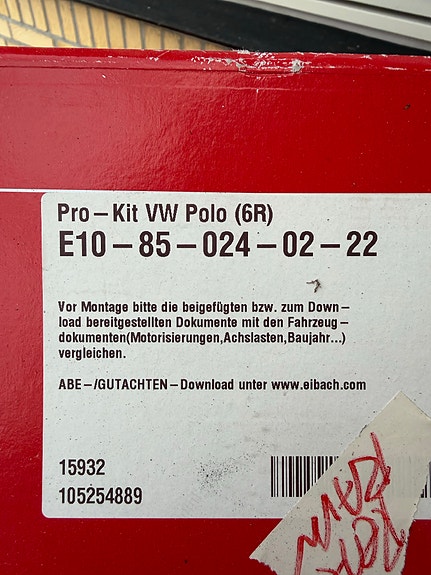 Pro-Kit VW Polo (6R)
E10-85-024-02-22
Vor Montage bitte die beigefügten bzw. zum Down-
load bereitgestellten Dokumente mit den Fahrzeug-
dokumenten(Motorisierungen,Achslasten,Baujahr...)
vergleichen.
ABE-/GUTACHTEN-Download unter www.eibach.com
15932
105254889